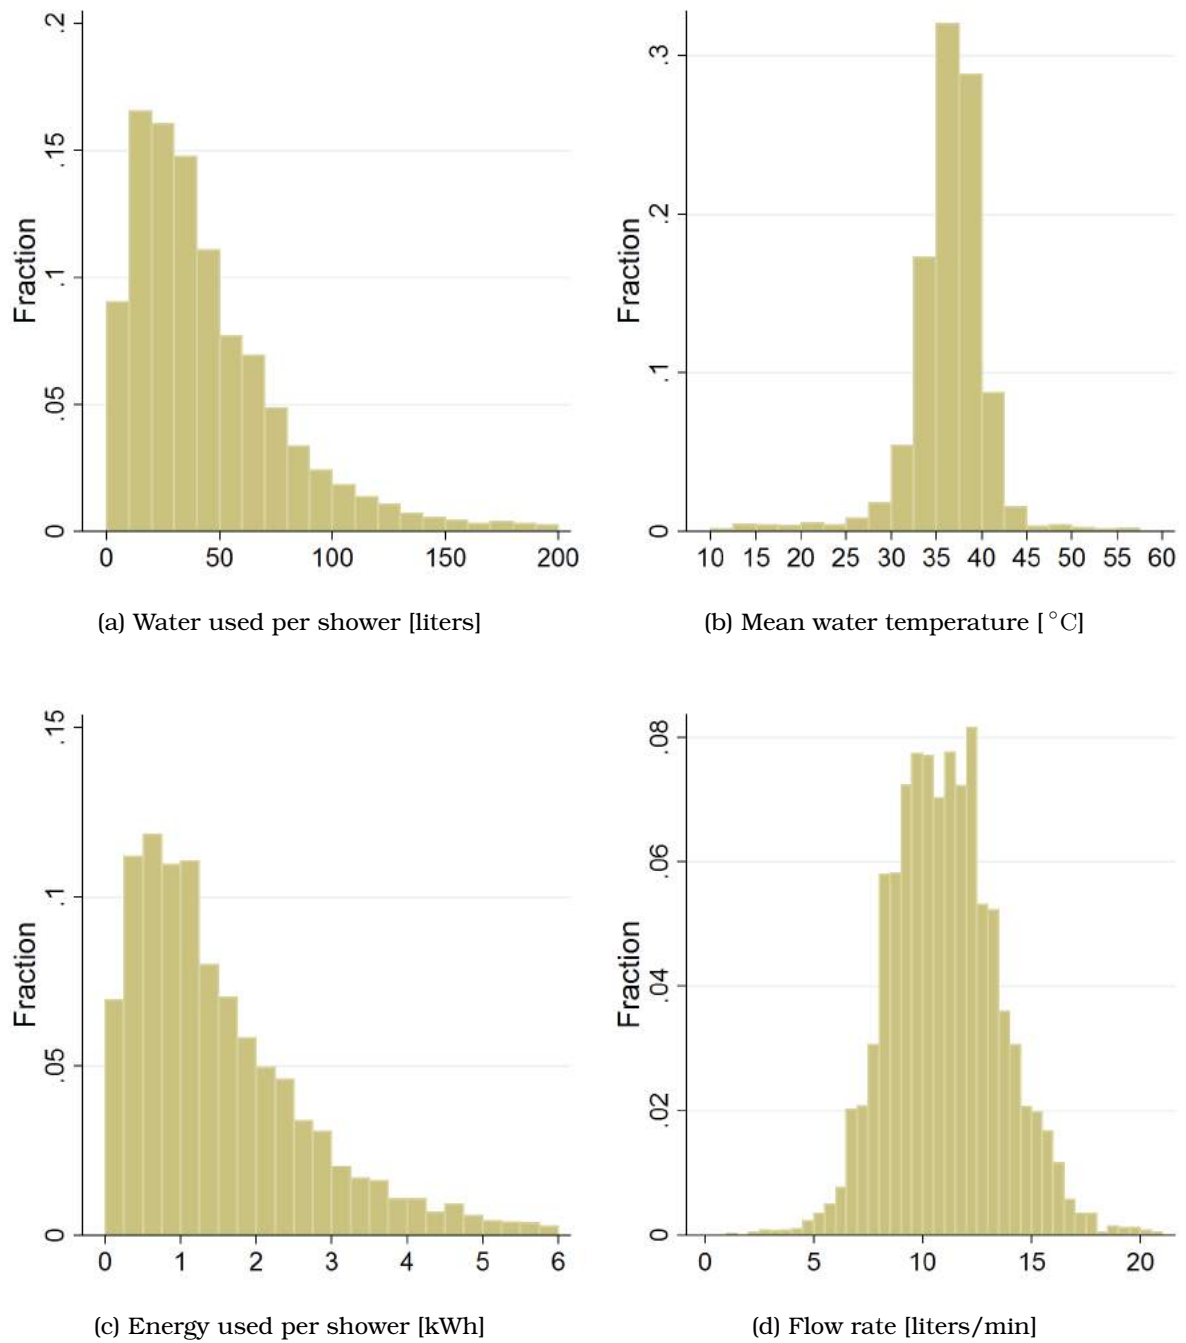 Fraction
0 .05 .1 .15 .2
0 50 100 150 200
(a) Water used per shower [liters]
Fraction
0 .1 .2 .3
10 15 20 25 30 35 40 45 50 55 60
(b) Mean water temperature [°C]
Fraction
0 .05 .1 .15
0 1 2 3 4 5 6
(c) Energy used per shower [kWh]
Fraction
0 .02 .04 .06 .08
0 5 10 15 20
(d) Flow rate [liters/min]